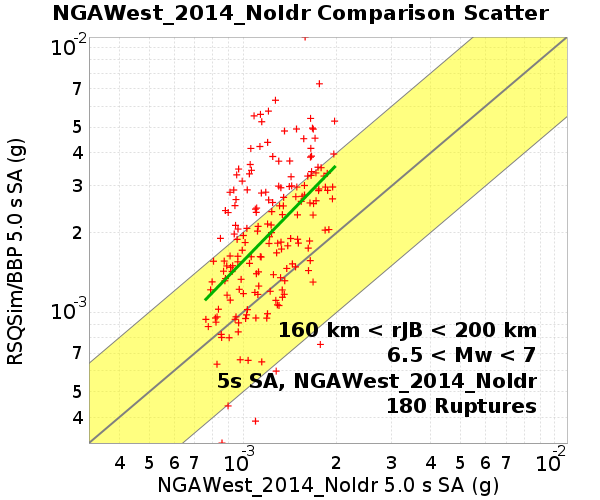 NGAWest_2014_NoIdr Comparison Scatter
RSQSim/BBP 5.0 s SA (g)
10-2
7
5
4
3
2
10-3
7
5
4
160 km < rJB < 200 km
6.5 < Mw < 7
5s SA, NGAWest_2014_NoIdr
180 Ruptures
4 5 6 7 10-3 2 3 4 5 6 7 10-2
NGAWest_2014_NoIdr 5.0 s SA (g)